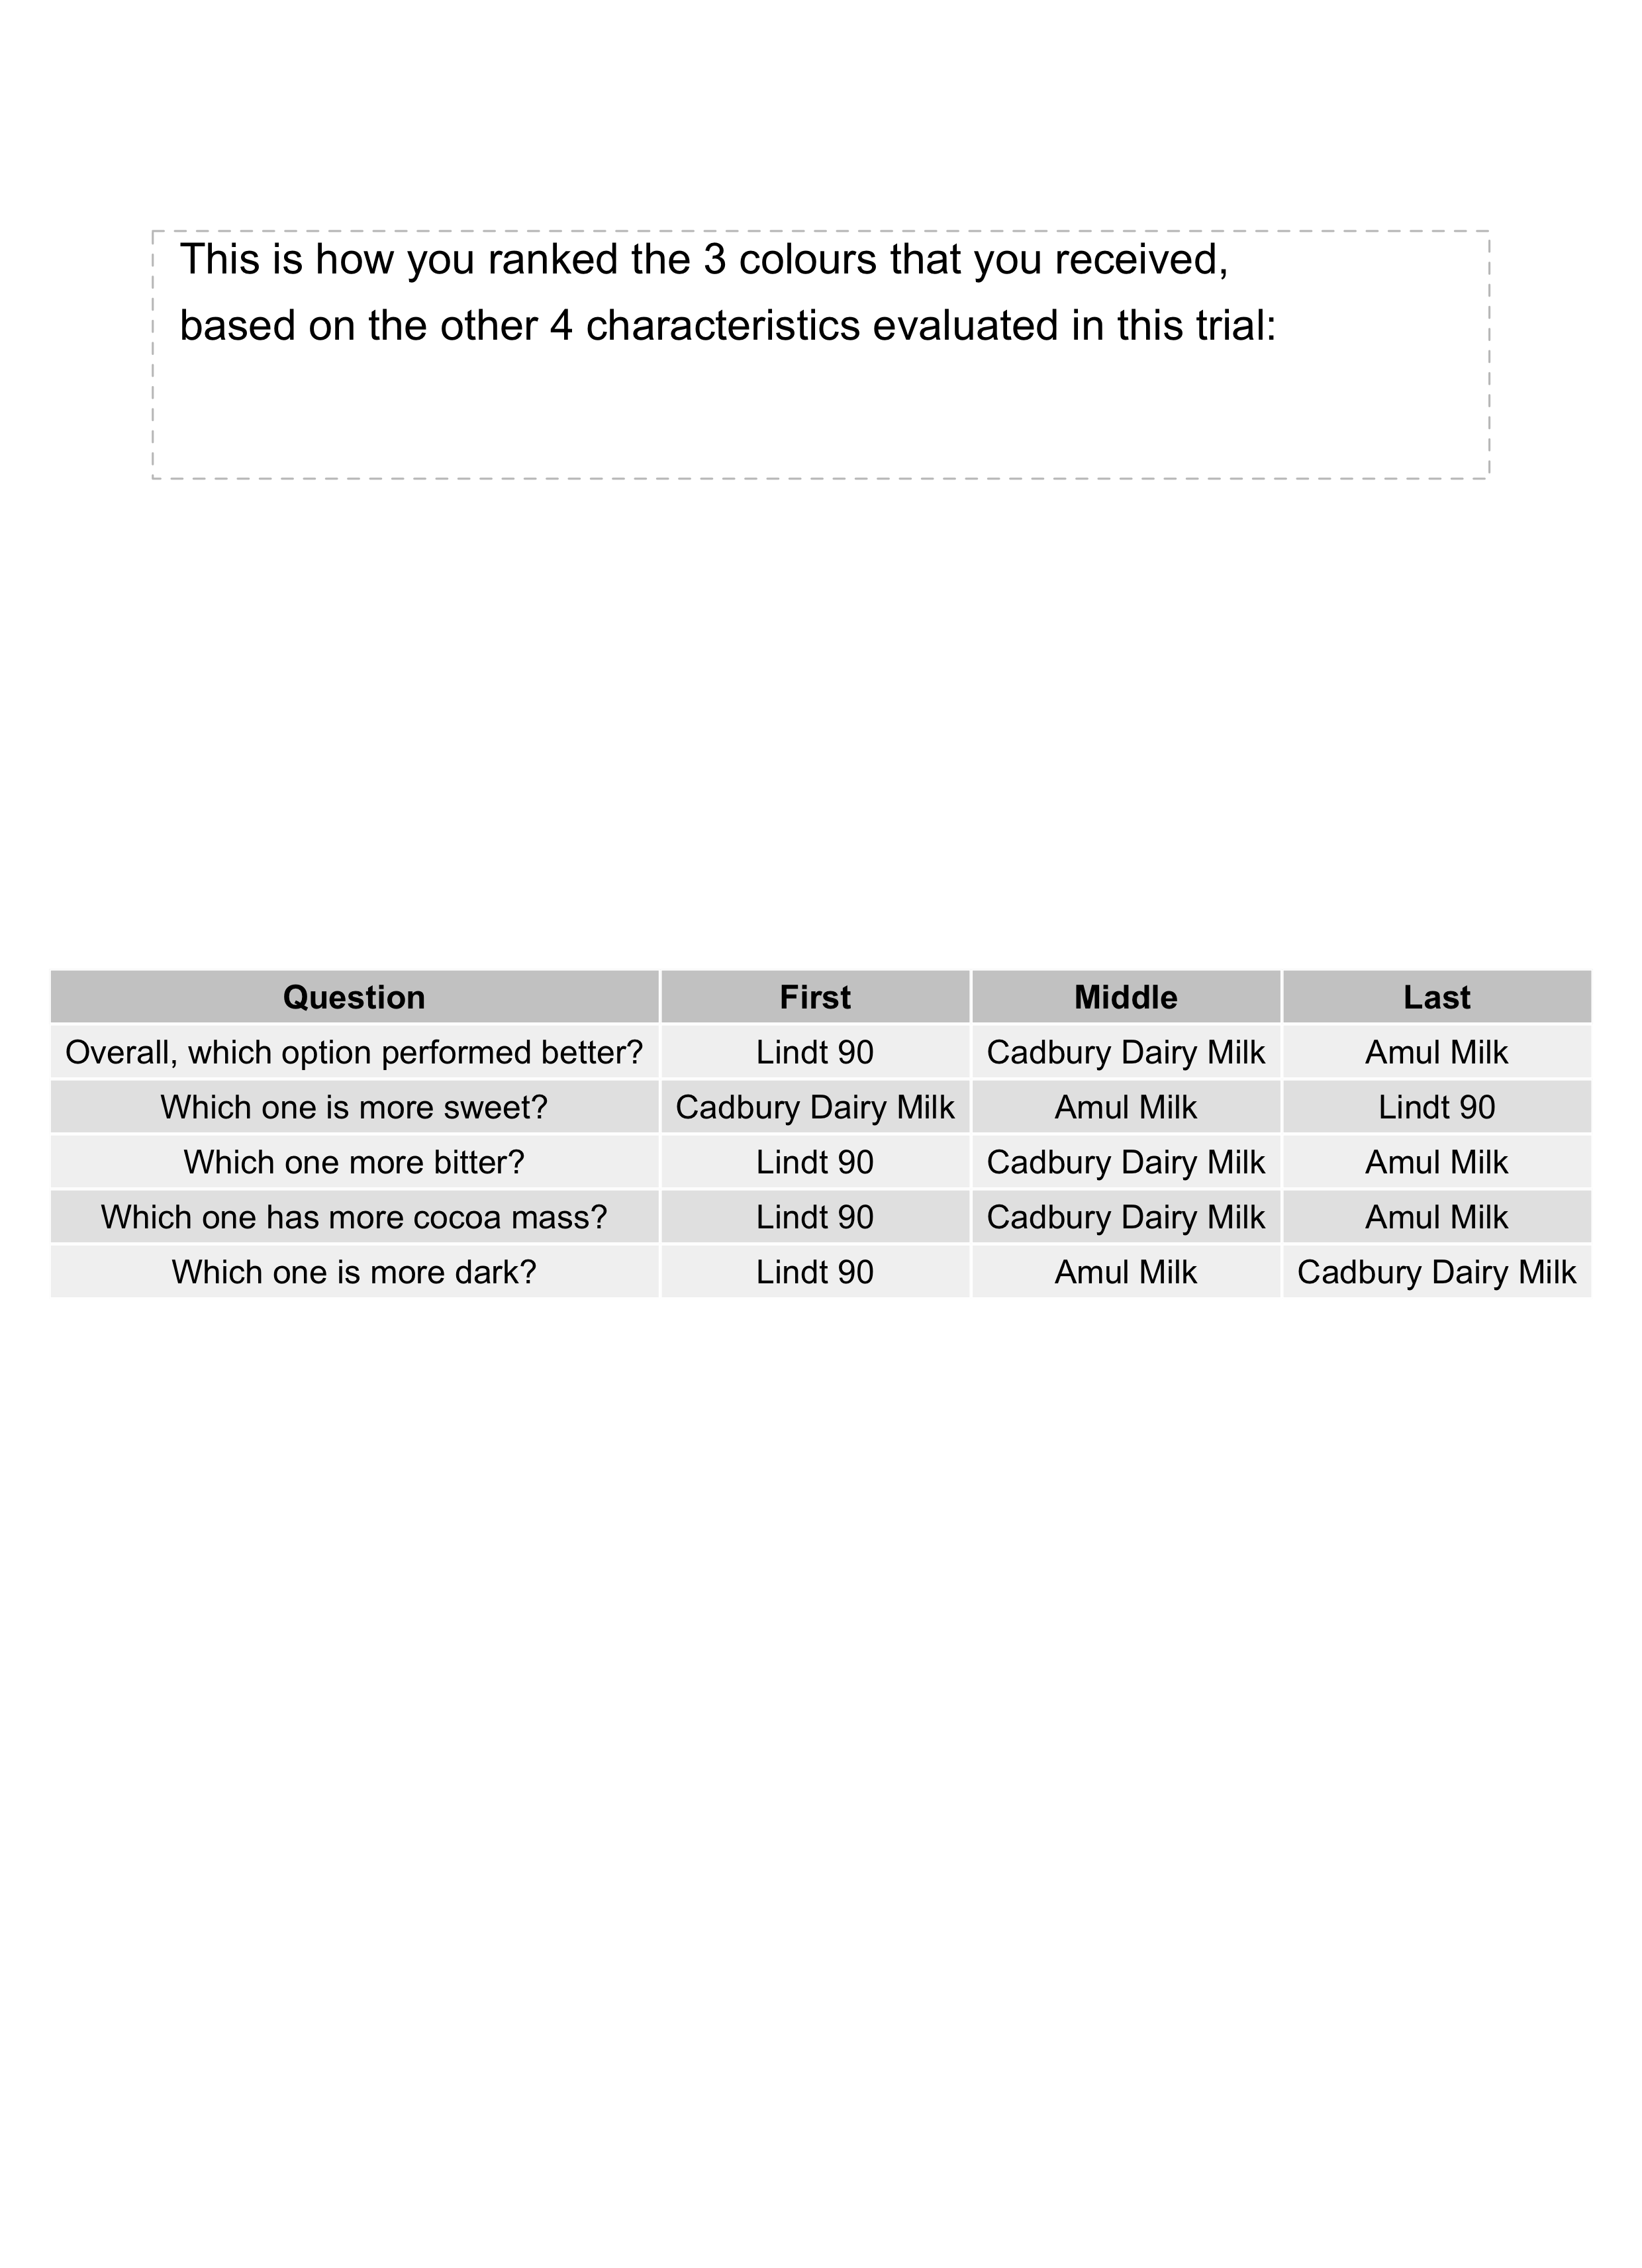 This is how you ranked the 3 colours that you received,
based on the other 4 characteristics evaluated in this trial:
Question First Middle Last
Overall, which option performed better? Lindt 90 Cadbury Dairy Milk Amul Milk
Which one is more sweet? Cadbury Dairy Milk Amul Milk Lindt 90
Which one more bitter? Lindt 90 Cadbury Dairy Milk Amul Milk
Which one has more cocoa mass? Lindt 90 Cadbury Dairy Milk Amul Milk
Which one is more dark? Lindt 90 Amul Milk Cadbury Dairy Milk